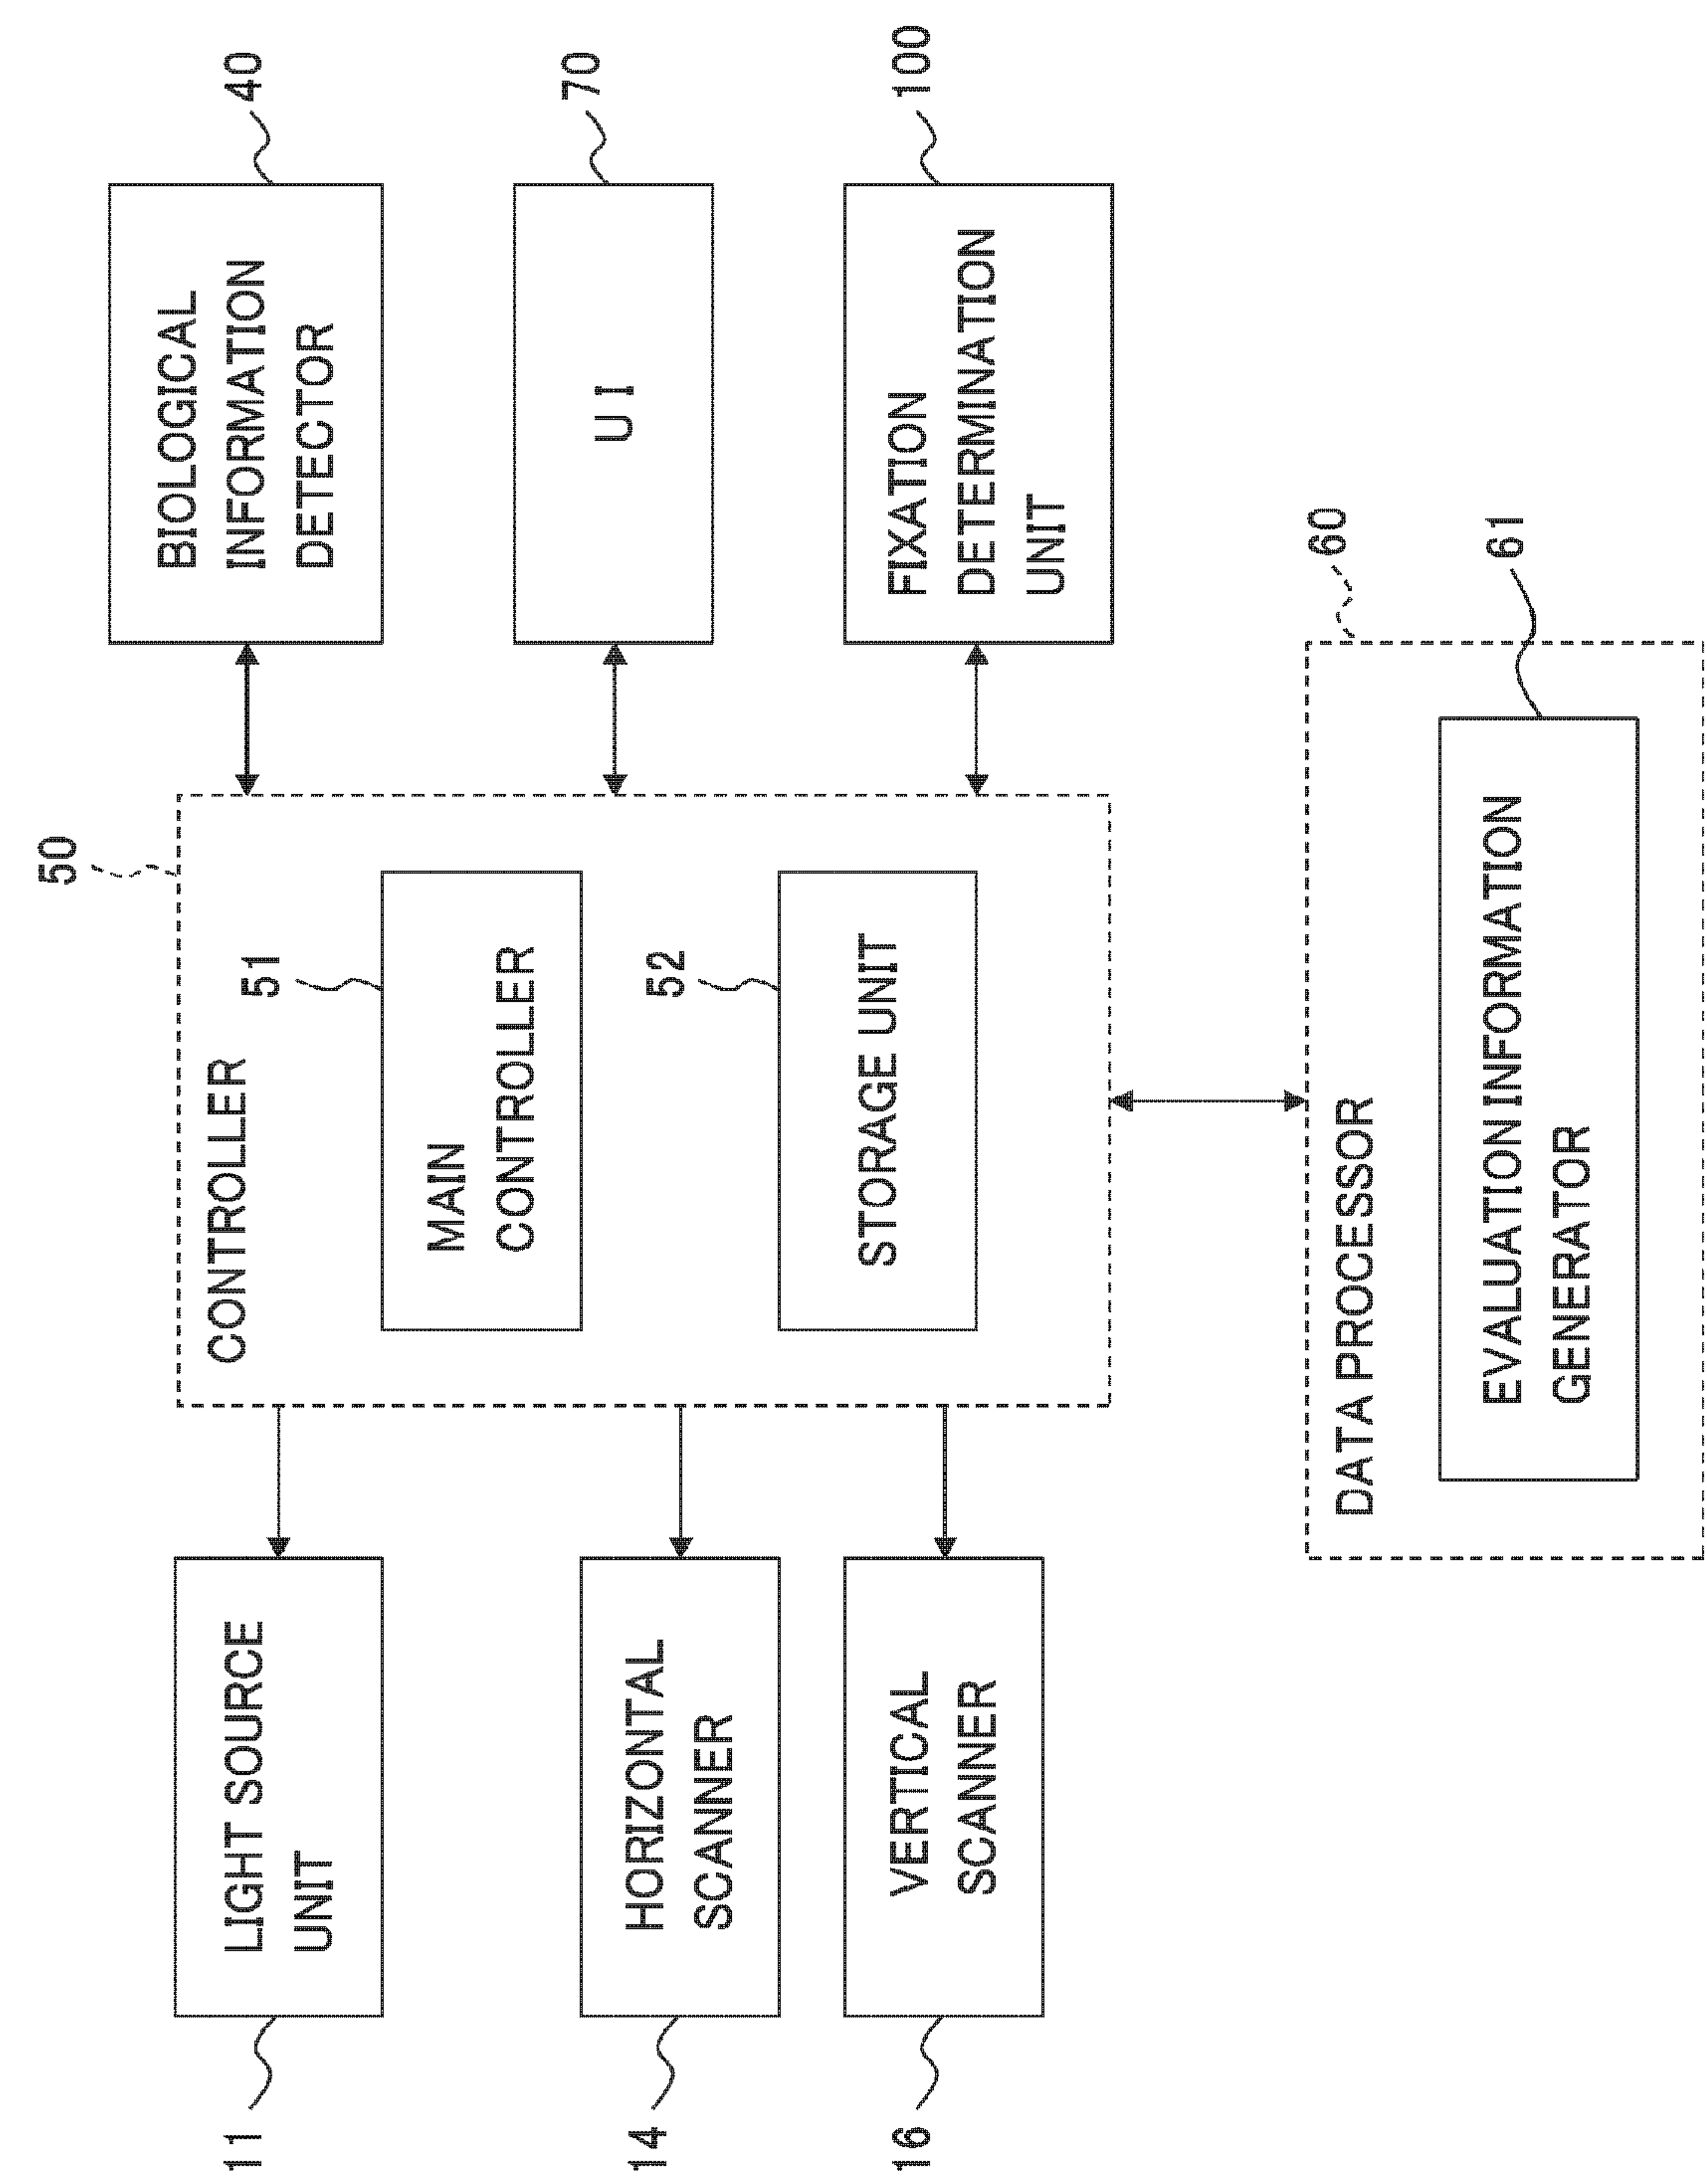 50
CONTROLLER
11
LIGHT SOURCE
UNIT
51
MAIN
CONTROLLER
BIOLOGICAL
INFORMATION
DETECTOR
40
14
HORIZONTAL
SCANNER
52
STORAGE UNIT
U I
70
16
VERTICAL
SCANNER
FIXATION
DETERMINATION
UNIT
100
60
DATA PROCESSOR
EVALUATION INFORMATION
GENERATOR
61